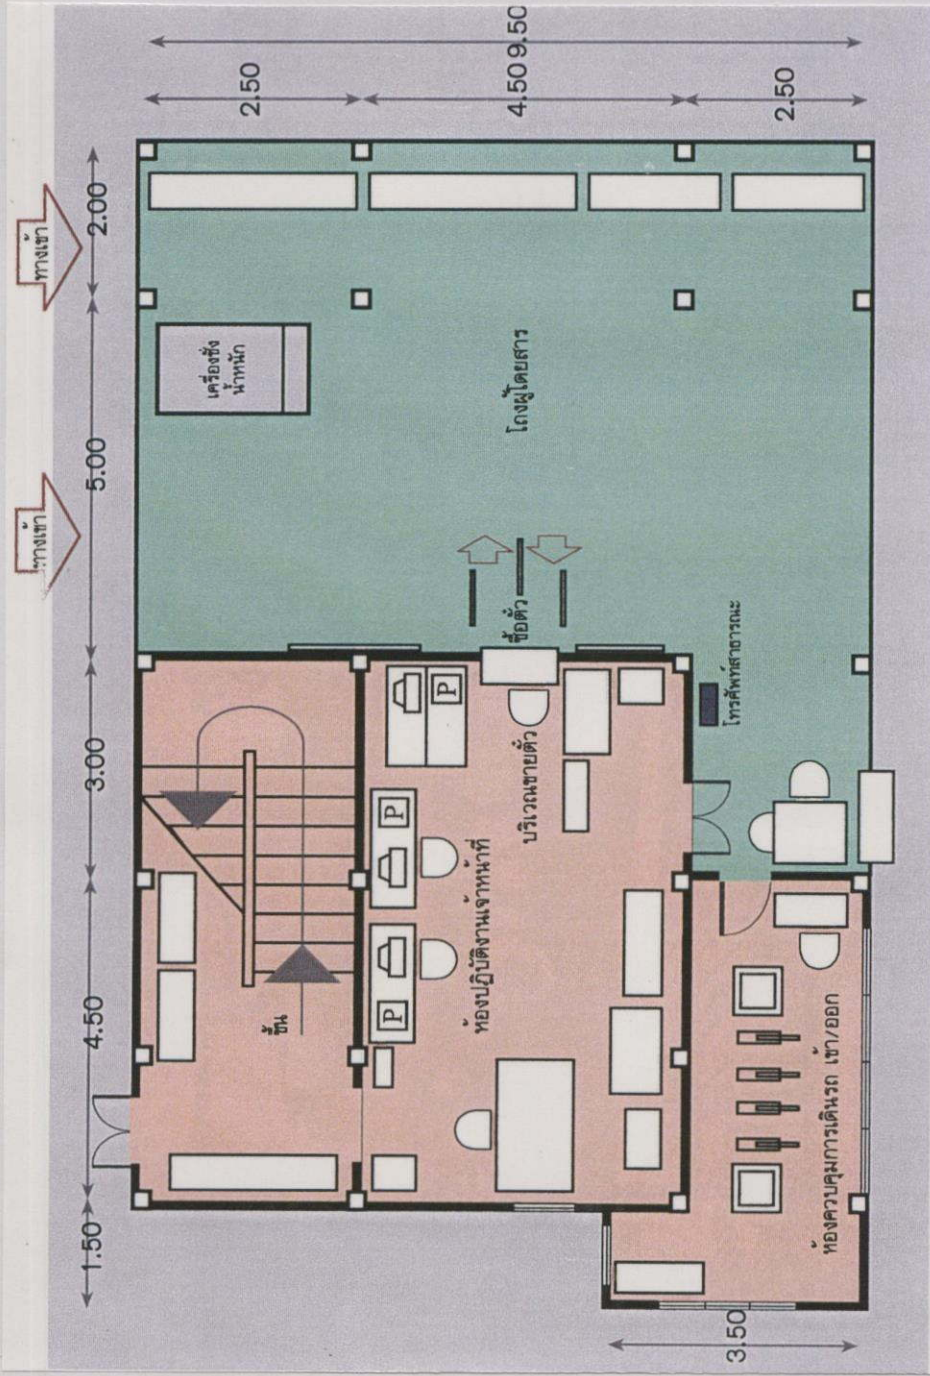 ทางเข้า
ทางเข้า
1.50
4.50
3.00
5.00
2.00
2.50
4.50
9.50
2.50
3.50
เครื่องชั่ง
น้ำหนัก
โถงผู้โดยสาร
ซื้อตั๋ว
โทรศัพท์สาธารณะ
ขึ้น
P
P
P
ห้องปฏิบัติงานเจ้าหน้าที่
บริเวณขายตั๋ว
ห้องควบคุมการเดินรถ เข้า/ออก